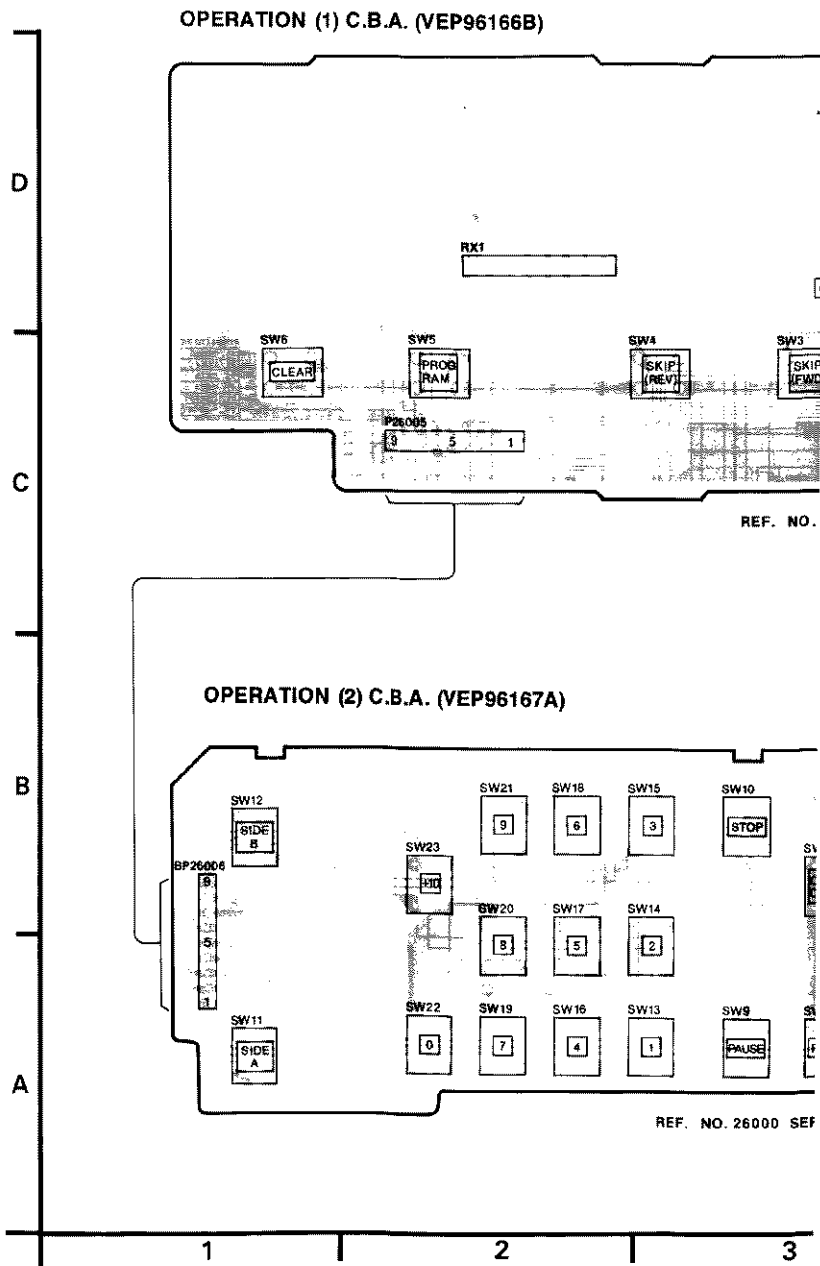 OPERATION (1) C.B.A. (VEP96166B)
D
RX1
SW6
SW5
SW4
SW3
CLEAR
PROG
RAM
SKIP
(REV)
SKIP
(FWD
P26005
9 5 1
C
REF. NO.
OPERATION (2) C.B.A. (VEP96167A)
B
SW12
SIDE
B
SW21
9
SW18
6
SW15
3
SW10
STOP
SW23
+10
BP26006
9
5
1
SW20
8
SW17
5
SW14
2
SW11
SIDE
A
SW22
0
SW19
7
SW16
4
SW13
1
SW9
PAUSE
A
REF. NO. 26000 SER
1 2 3